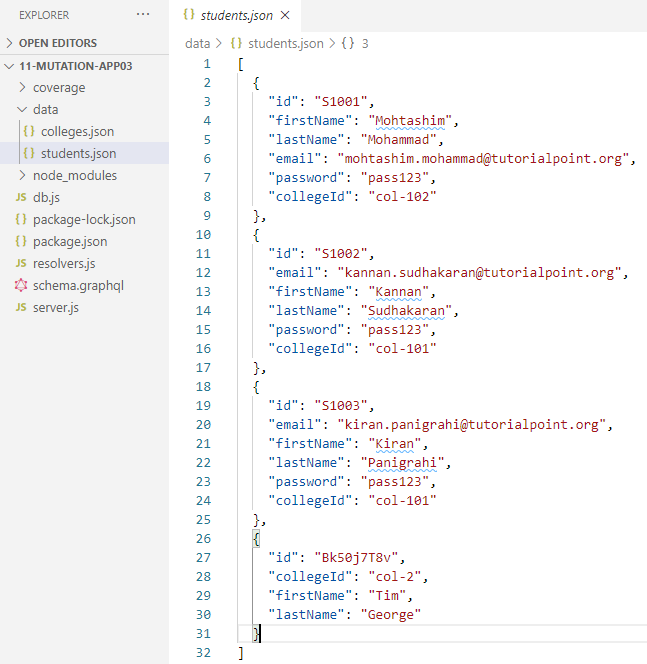 EXPLORER ...
OPEN EDITORS
11-MUTATION-APP03
coverage
data
{} colleges.json
{} students.json
node_modules
JS db.js
{} package-lock.json
{} package.json
JS resolvers.js
schema.graphql
JS server.js
{} students.json ×
data > {} students.json > {} 3
1 [
2 {
3 "id": "S1001",
4 "firstName": "Mohtashim",
5 "lastName": "Mohammad",
6 "email": "mohtashim.mohammad@tutorialpoint.org",
7 "password": "pass123",
8 "collegeId": "col-102"
9 },
10 {
11 "id": "S1002",
12 "email": "kannan.sudhakaran@tutorialpoint.org",
13 "firstName": "Kannan",
14 "lastName": "Sudhakaran",
15 "password": "pass123",
16 "collegeId": "col-101"
17 },
18 {
19 "id": "S1003",
20 "email": "kiran.panigrahi@tutorialpoint.org",
21 "firstName": "Kiran",
22 "lastName": "Panigrahi",
23 "password": "pass123",
24 "collegeId": "col-101"
25 },
26 {
27 "id": "Bk50j7T8v",
28 "collegeId": "col-2",
29 "firstName": "Tim",
30 "lastName": "George"
31 }
32 ]